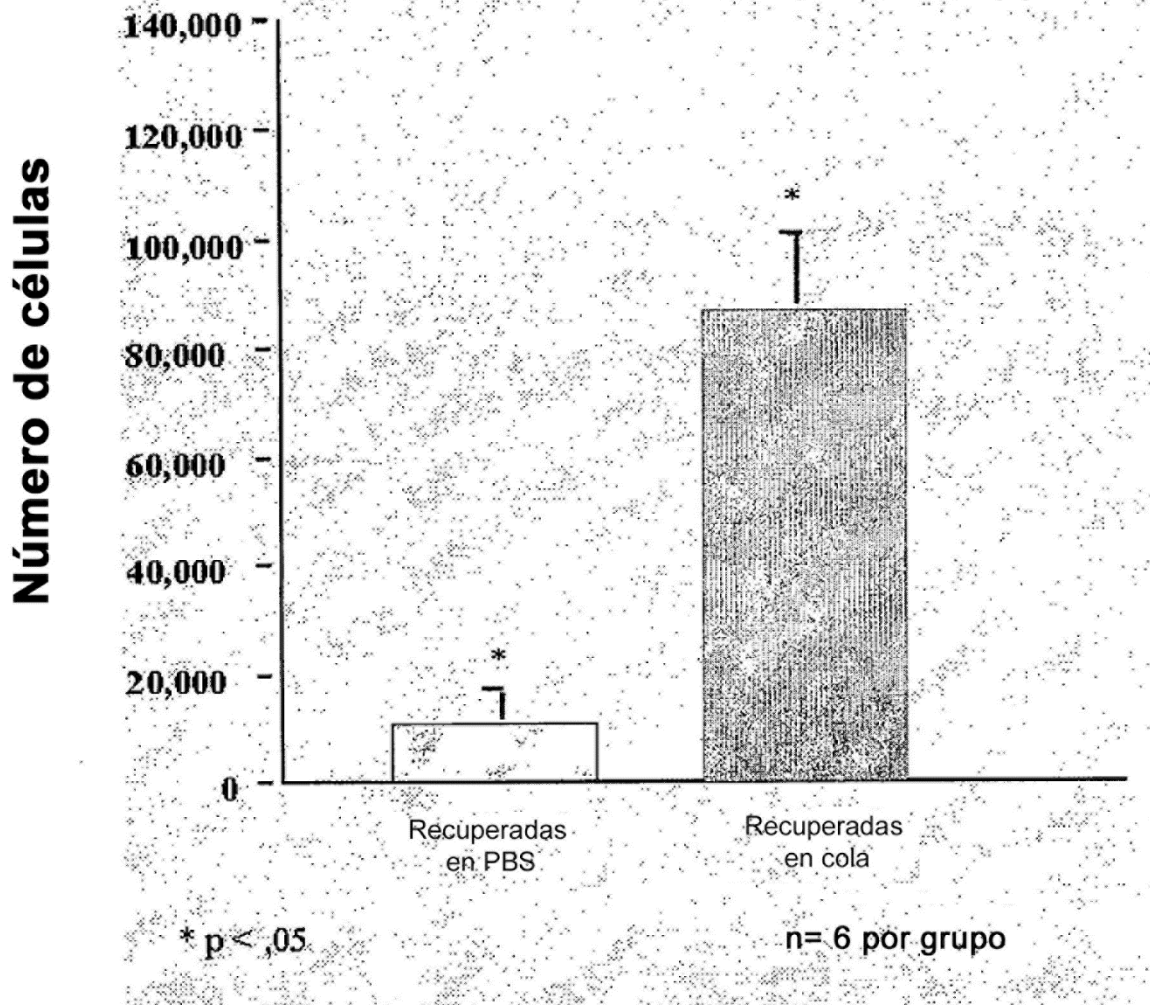 Número de células
140,000
120,000
100,000
80,000
60,000
40,000
20,000
0
*
*
Recuperadas
en PBS
Recuperadas
en cola
* p < ,05
n= 6 por grupo